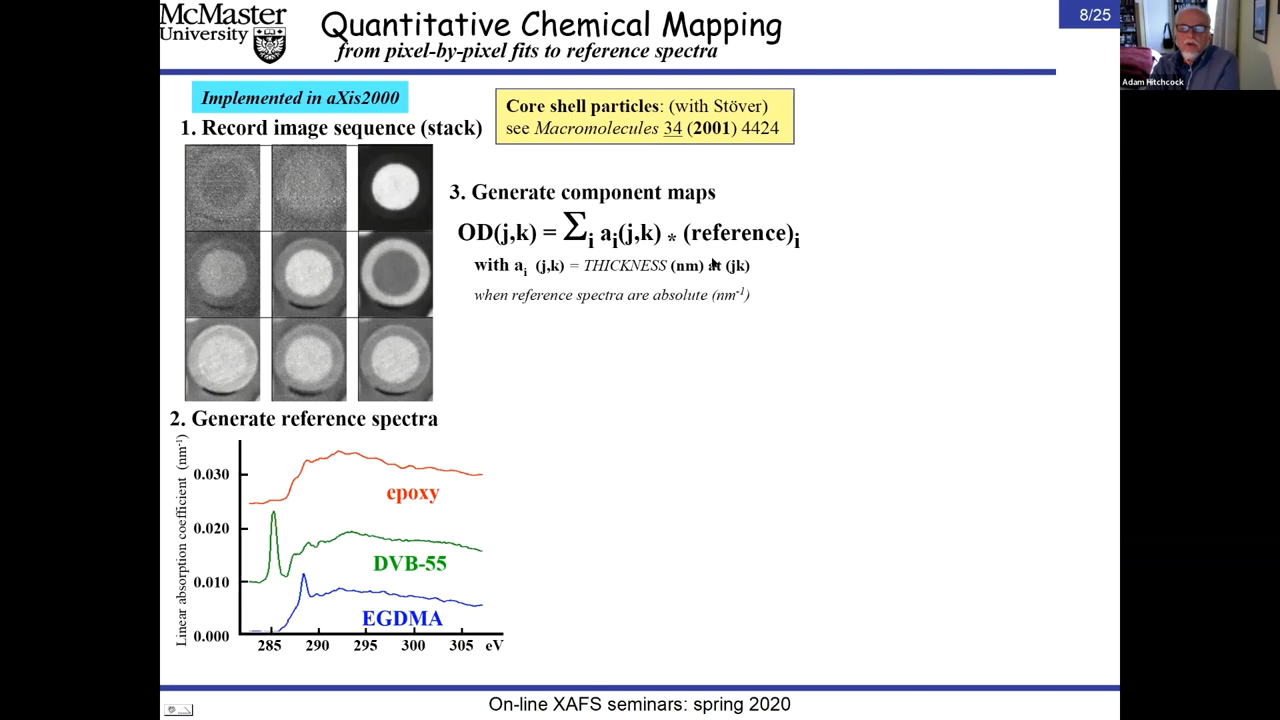 McMaster
University
Quantitative Chemical Mapping
from pixel-by-pixel fits to reference spectra
8/25
Adam Hitchcock
Implemented in aXis2000
Core shell particles: (with Stöver)
see Macromolecules 34 (2001) 4424
1. Record image sequence (stack)
3. Generate component maps
OD(j,k) = Σi ai(j,k) * (reference)i
with ai (j,k) = THICKNESS (nm) at (jk)
when reference spectra are absolute (nm-1)
2. Generate reference spectra
Linear absorption coefficient (nm-1)
0.030
0.020
0.010
0.000
epoxy
DVB-55
EGDMA
285 290 295 300 305 eV
On-line XAFS seminars: spring 2020